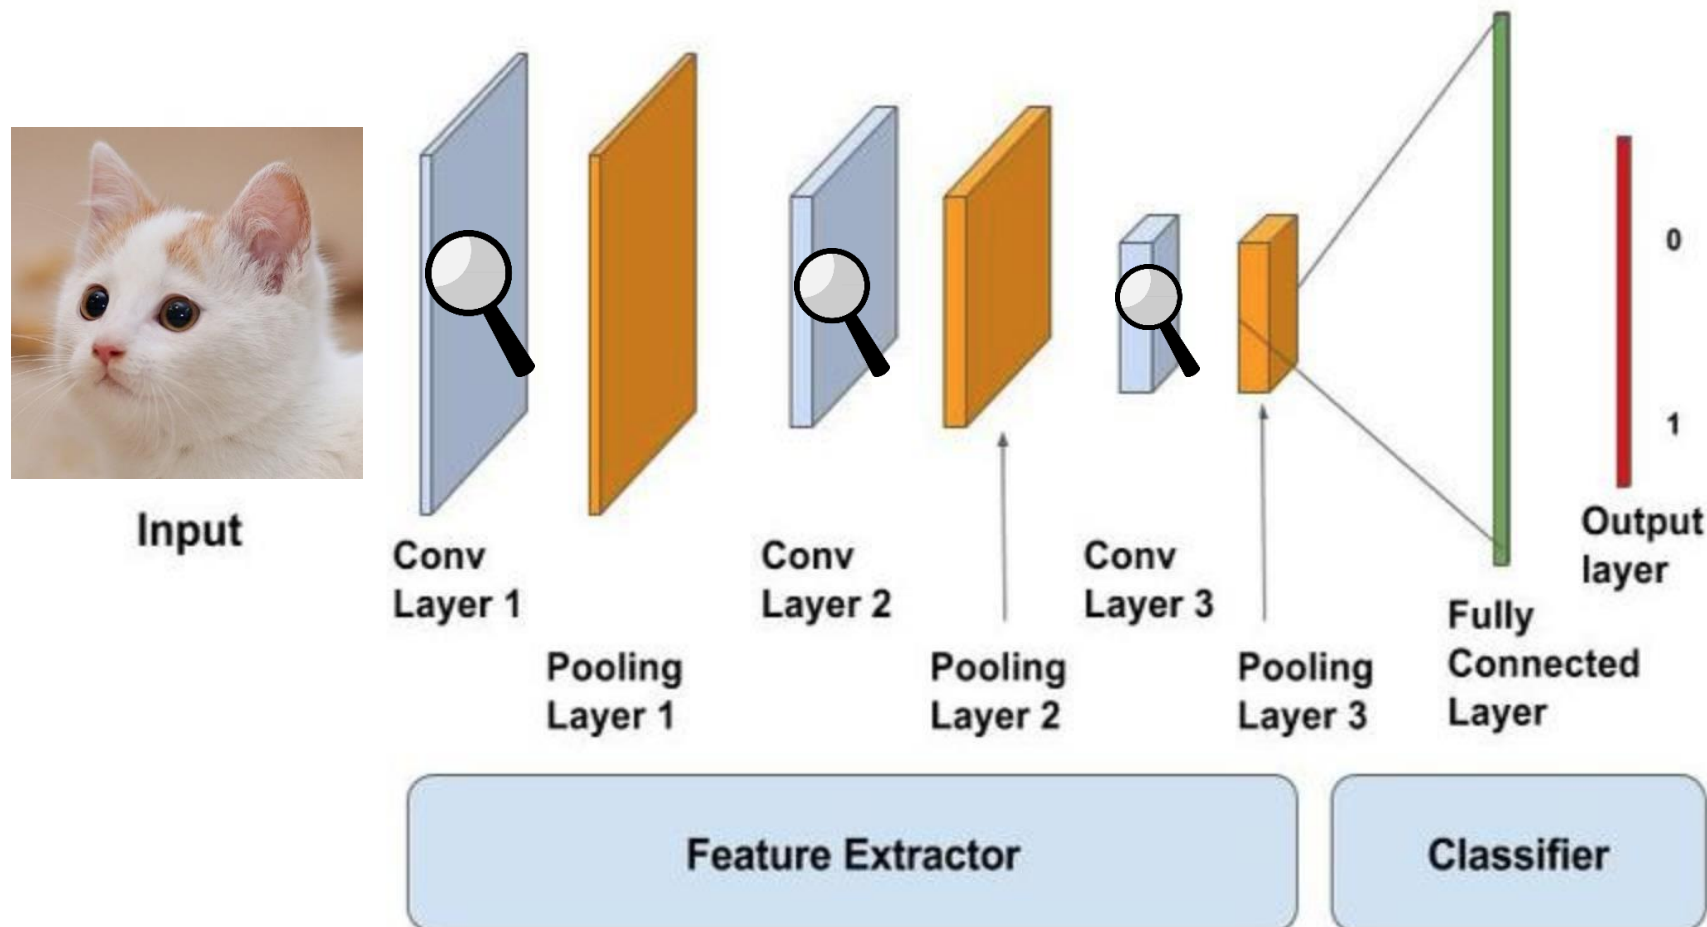 Input
Conv
Layer 1
Pooling
Layer 1
Conv
Layer 2
Pooling
Layer 2
Conv
Layer 3
Pooling
Layer 3
Fully
Connected
Layer
0
1
Output
layer
Feature Extractor
Classifier